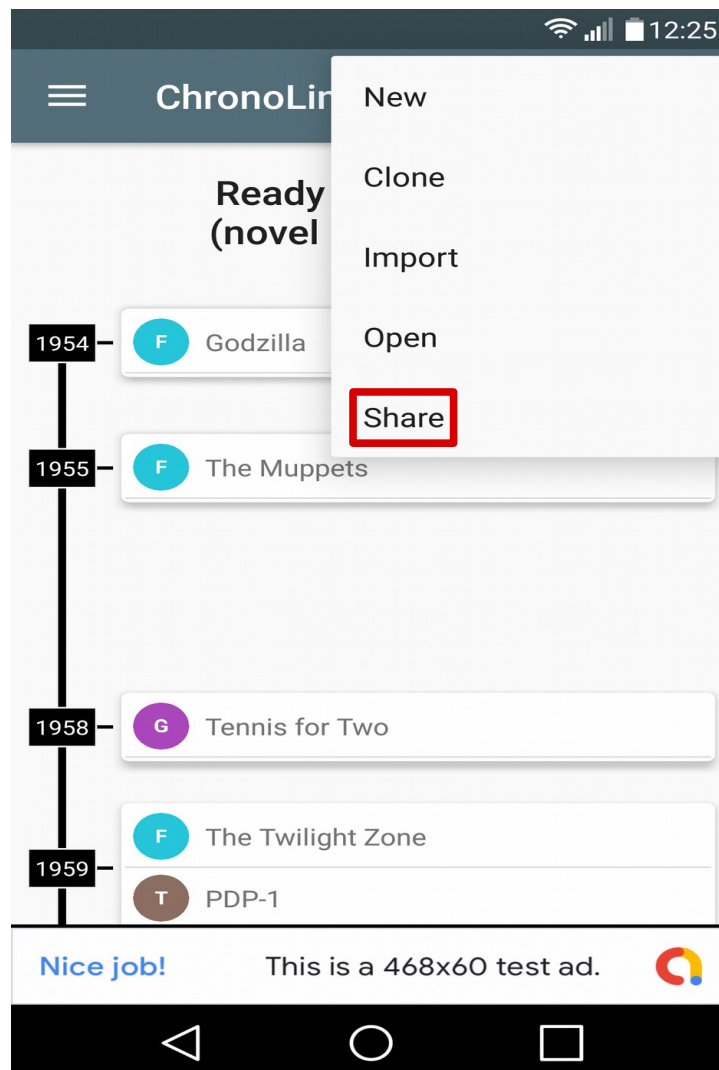 12:25
ChronoLin
New
Clone
Import
Open
Share
Ready
(novel
1954
F
Godzilla
1955
F
The Muppets
1958
G
Tennis for Two
1959
F
The Twilight Zone
T
PDP-1
Nice job!
This is a 468x60 test ad.